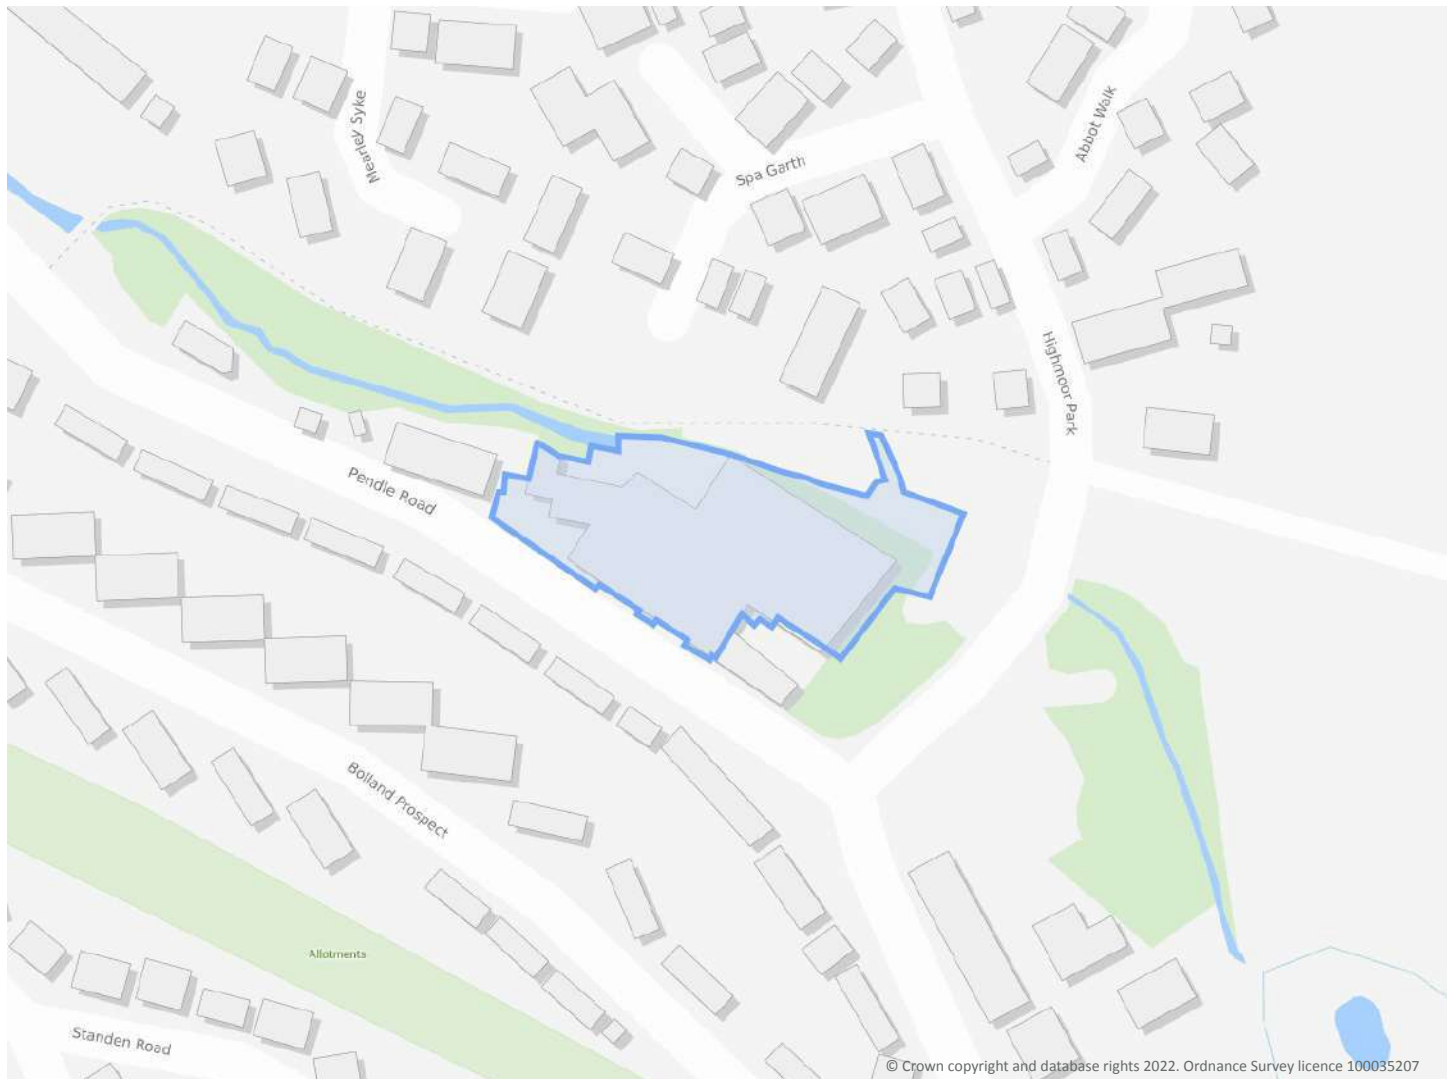 Mearley Syke
Spa Garth
Abbot Walk
Highmoor Park
Pendle Road
Bolland Prospect
Allotments
Standen Road
© Crown copyright and database rights 2022. Ordnance Survey licence 100035207